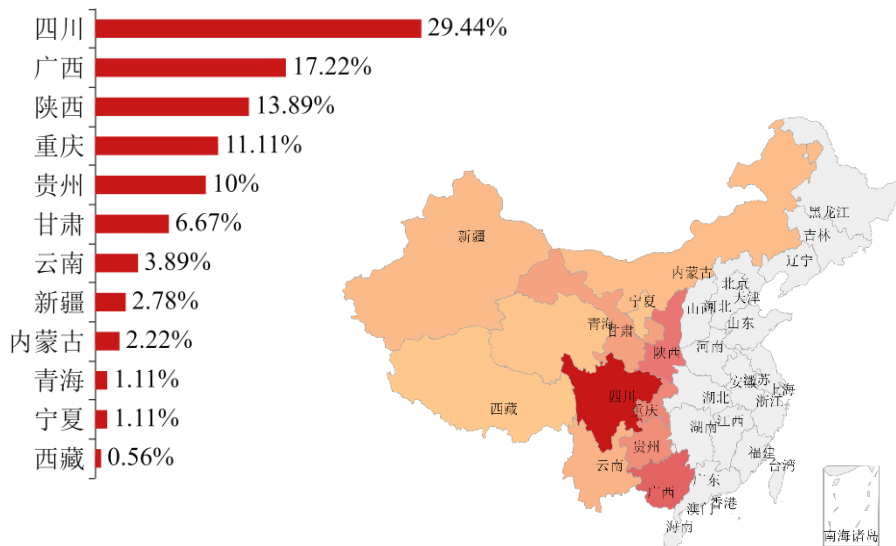 四川 29.44%
广西 17.22%
陕西 13.89%
重庆 11.11%
贵州 10%
甘肃 6.67%
云南 3.89%
新疆 2.78%
内蒙古 2.22%
青海 1.11%
宁夏 1.11%
西藏 0.56%
黑龙江
吉林
辽宁
新疆
内蒙古
北京
天津
宁夏
山西
河北
山东
青海
甘肃
陕西
河南
四川
安徽
江苏
上海
西藏
重庆
湖北
浙江
湖南
江西
贵州
福建
云南
台湾
广西
广东
香港
澳门
海南
南海诸岛